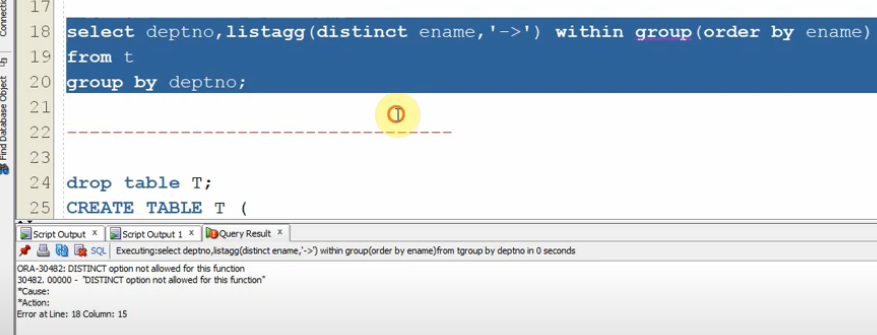 Connection
Find Database Object
17
18 select deptno,listagg(distinct ename,'->') within group(order by ename)
19 from t
20 group by deptno;
21
22 ----------------------------------
23
24 drop table T;
25 CREATE TABLE T (
Script Output x Script Output 1 x Query Result x
SQL Executing:select deptno,listagg(distinct ename,'->') within group(order by ename)from tgroup by deptno in 0 seconds
ORA-30482: DISTINCT option not allowed for this function
30482. 00000 - "DISTINCT option not allowed for this function"
*Cause:
*Action:
Error at Line: 18 Column: 15